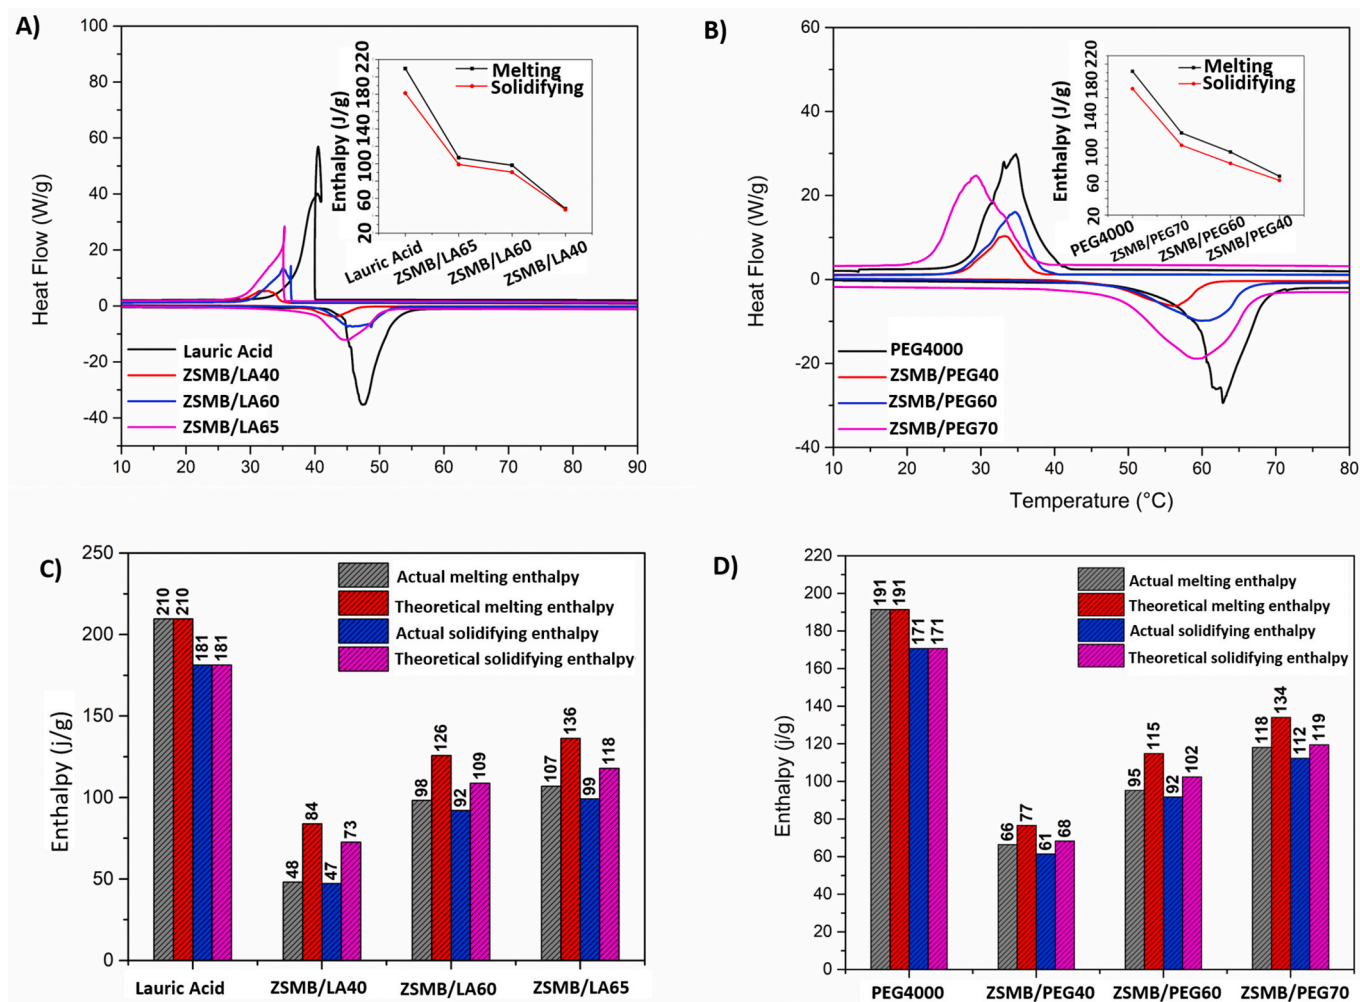 A)
100
80
60
40
20
0
-20
-40
Heat Flow (W/g)
10 20 30 40 50 60 70 80 90
Lauric Acid
ZSMB/LA40
ZSMB/LA60
ZSMB/LA65
Enthalpy (J/g)
220
180
140
100
60
20
Melting
Solidifying
Lauric Acid
ZSMB/LA65
ZSMB/LA60
ZSMB/LA40
B)
60
40
20
0
-20
-40
Heat Flow (W/g)
10 20 30 40 50 60 70 80
Temperature (°C)
PEG4000
ZSMB/PEG40
ZSMB/PEG60
ZSMB/PEG70
Enthalpy (J/g)
220
180
140
100
60
20
Melting
Solidifying
PEG4000
ZSMB/PEG70
ZSMB/PEG60
ZSMB/PEG40
C)
250
200
150
100
50
0
Enthalpy (j/g)
Actual melting enthalpy
Theoretical melting enthalpy
Actual solidifying enthalpy
Theoretical solidifying enthalpy
210 210 181 181
48 84 47 73
98 126 92 109
107 136 99 118
Lauric Acid ZSMB/LA40 ZSMB/LA60 ZSMB/LA65
D)
220
200
180
160
140
120
100
80
60
40
20
0
Enthalpy (j/g)
Actual melting enthalpy
Theoretical melting enthalpy
Actual solidifying enthalpy
Theoretical solidifying enthalpy
191 191 171 171
66 77 61 68
95 115 92 102
118 134 112 119
PEG4000 ZSMB/PEG40 ZSMB/PEG60 ZSMB/PEG70